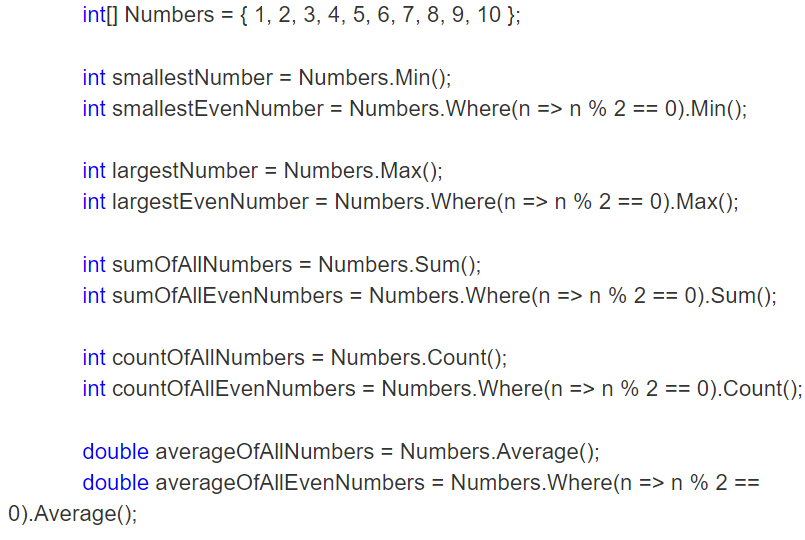 int[] Numbers = { 1, 2, 3, 4, 5, 6, 7, 8, 9, 10 };
int smallestNumber = Numbers.Min();
int smallestEvenNumber = Numbers.Where(n => n % 2 == 0).Min();
int largestNumber = Numbers.Max();
int largestEvenNumber = Numbers.Where(n => n % 2 == 0).Max();
int sumOfAllNumbers = Numbers.Sum();
int sumOfAllEvenNumbers = Numbers.Where(n => n % 2 == 0).Sum();
int countOfAllNumbers = Numbers.Count();
int countOfAllEvenNumbers = Numbers.Where(n => n % 2 == 0).Count();
double averageOfAllNumbers = Numbers.Average();
double averageOfAllEvenNumbers = Numbers.Where(n => n % 2 ==
0).Average();